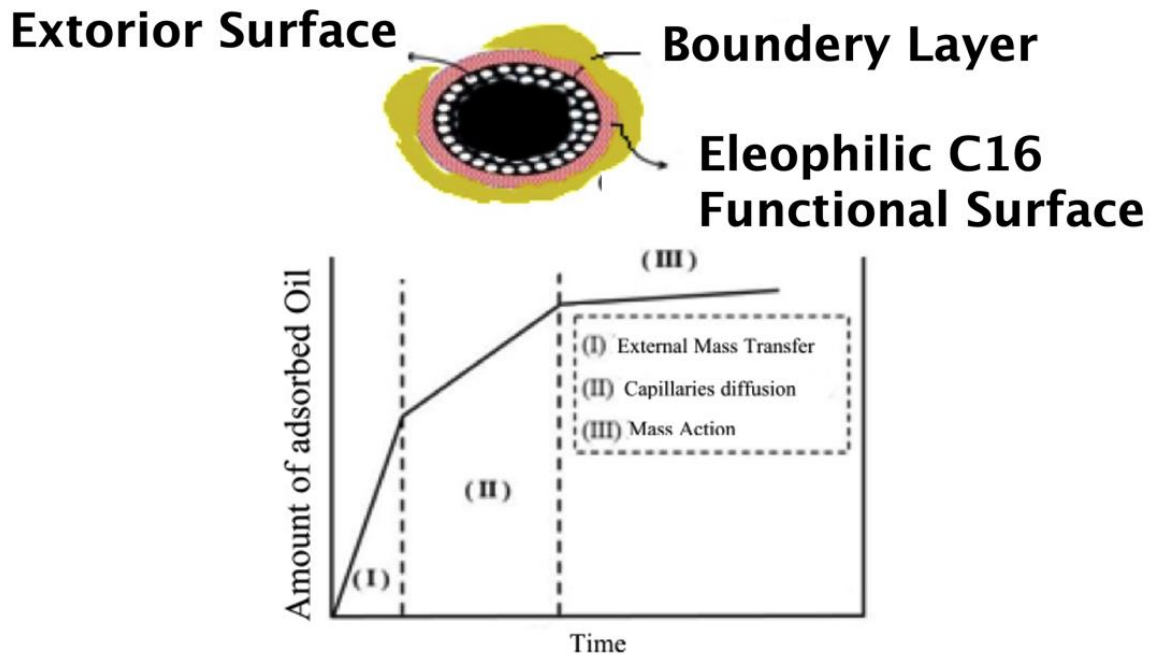 Extorior Surface
Boundery Layer
Eleophilic C16
Functional Surface
Amount of adsorbed Oil
(III)
(I) External Mass Transfer
(II) Capillaries diffusion
(III) Mass Action
(II)
(I)
Time